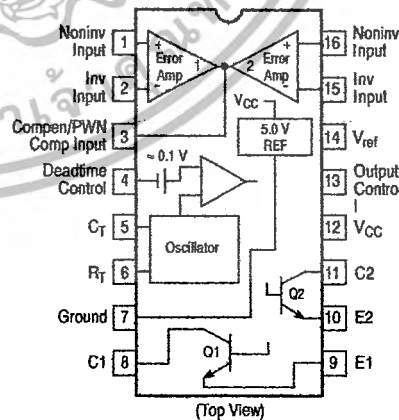 Noninv
Input
1
Inv
Input
2
Compen/PWN
Comp Input
3
Deadtime
Control
4
CT
5
RT
6
Ground
7
C1
8
+
Error
Amp
1
–
+
2
Error
Amp
–
VCC
5.0 V
REF
≈ 0.1 V
Oscillator
Q2
Q1
16
Noninv
Input
15
Inv
Input
14
Vref
13
Output
Contro
l
12
VCC
11
C2
10
E2
9
E1
(Top View)